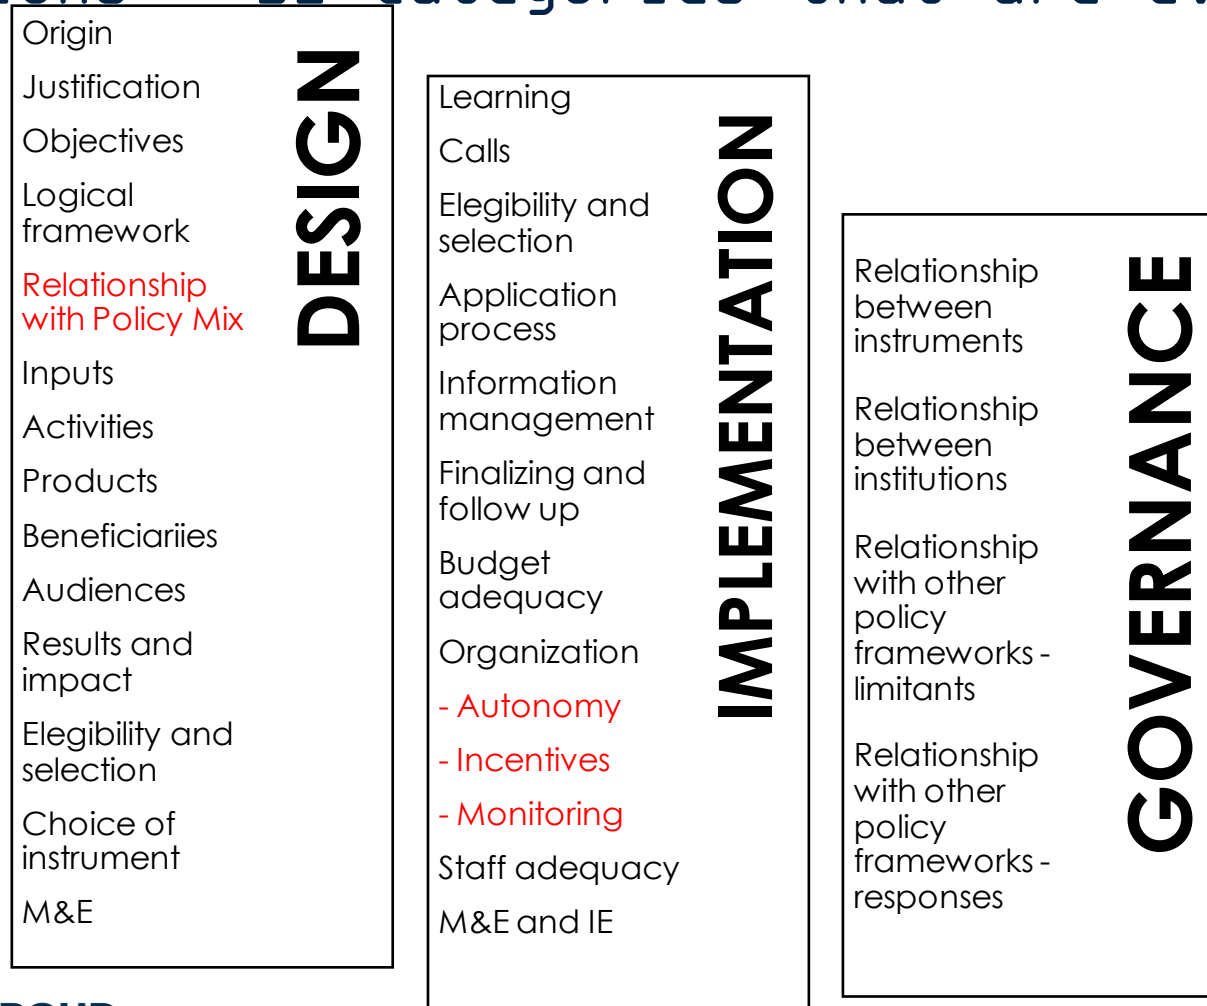 categories that are
Origin
Justification
Objectives
Logical
framework
Relationship
with Policy Mix
Inputs
Activities
Products
Beneficiariies
Audiences
Results and
impact
Elegibility and
selection
Choice of
instrument
M&E
DESIGN
Learning
Calls
Elegibility and
selection
Application
process
Information
management
Finalizing and
follow up
Budget
adequacy
Organization
- Autonomy
- Incentives
- Monitoring
Staff adequacy
M&E and IE
IMPLEMENTATION
Relationship
between
instruments
Relationship
between
institutions
Relationship
with other
policy
frameworks -
limitants
Relationship
with other
policy
frameworks -
responses
GOVERNANCE